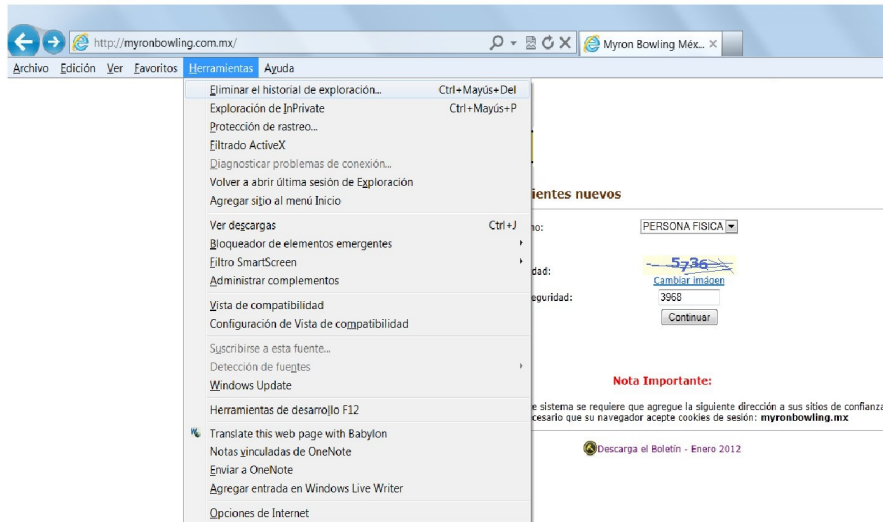 http://myronbowling.com.mx/
Myron Bowling Méx...
Archivo Edición Ver Favoritos Herramientas Ayuda
Eliminar el historial de exploración... Ctrl+Mayús+Del
Exploración de InPrivate Ctrl+Mayús+P
Protección de rastreo...
Filtrado ActiveX
Diagnosticar problemas de conexión...
Volver a abrir última sesión de Exploración
Agregar sitio al menú Inicio
Ver descargas Ctrl+J
Bloqueador de elementos emergentes
Filtro SmartScreen
Administrar complementos
Vista de compatibilidad
Configuración de Vista de compatibilidad
Suscribirse a esta fuente...
Detección de fuentes
Windows Update
Herramientas de desarrollo F12
Translate this web page with Babylon
Notas vinculadas de OneNote
Enviar a OneNote
Agregar entrada en Windows Live Writer
Opciones de Internet
ientes nuevos
no: PERSONA FISICA
dad: 5736
Cambiar imágen
eguridad: 3968
Continuar
Nota Importante:
e sistema se requiere que agregue la siguiente dirección a sus sitios de confianza
cesario que su navegador acepte cookies de sesión: myronbowling.mx
Descarga el Boletín - Enero 2012